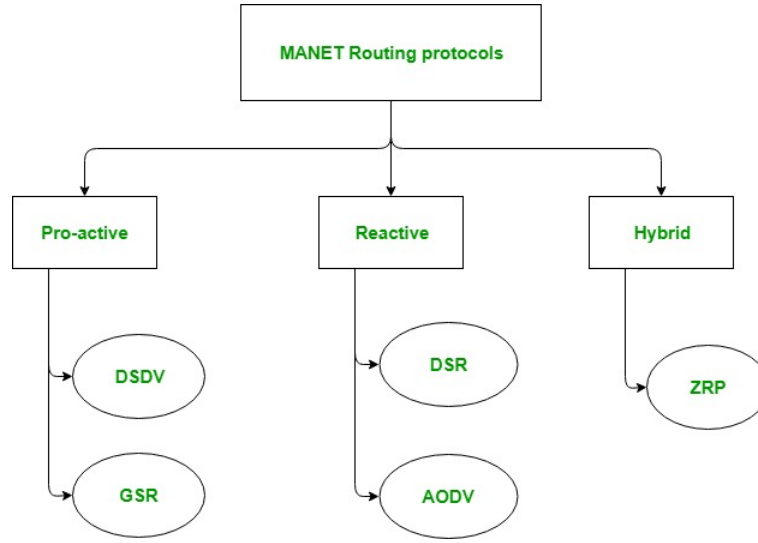 MANET Routing protocols
Pro-active
Reactive
Hybrid
DSDV
DSR
ZRP
GSR
AODV